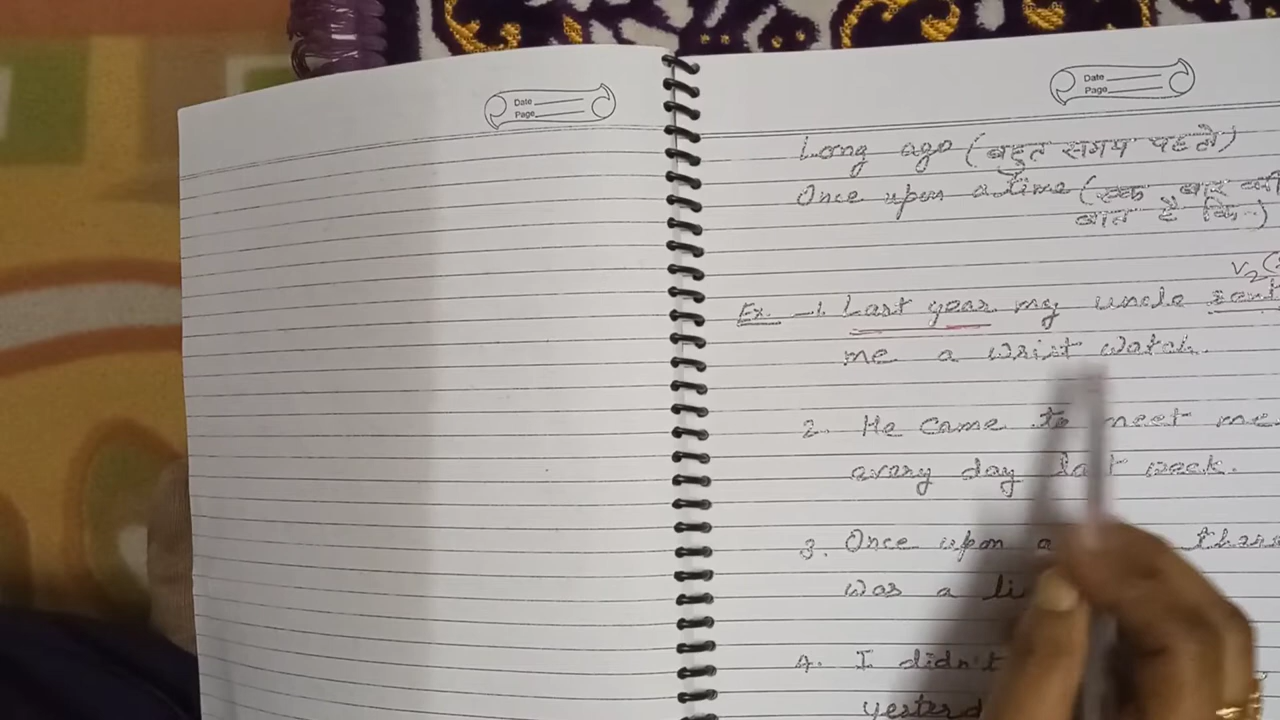 Date
Page
Date
Page
Long ago (बहुत समय पहले)
Once upon a time (एक बार की
बात है कि-)
V2(
Ex. -1. Last year my uncle sent
me a wrist watch.
2. He came to meet me
every day last week.
3. Once upon a
was a
4. I didn't